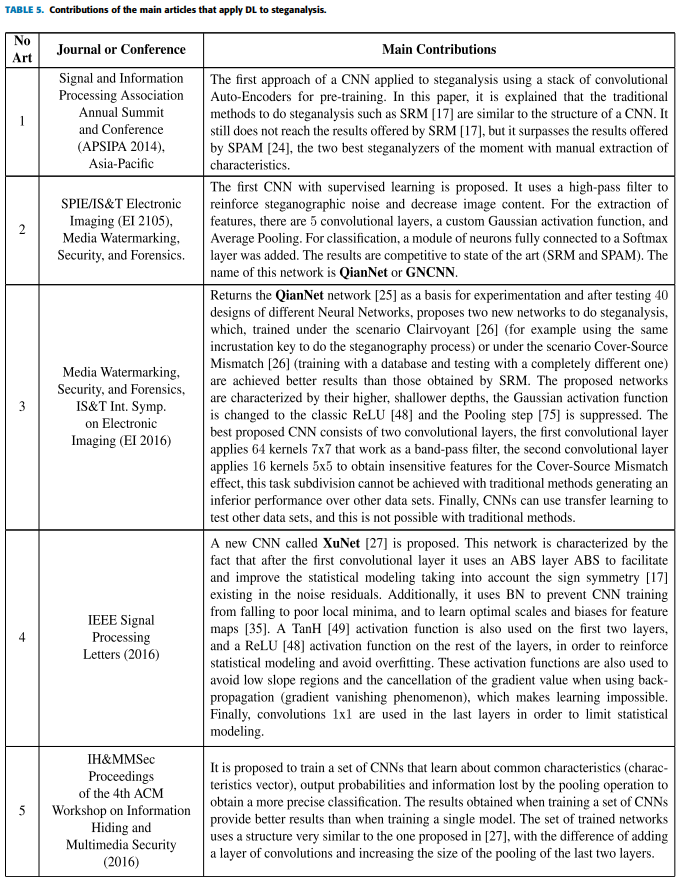 TABLE 5. Contributions of the main articles that apply DL to steganalysis.
No
Art
Journal or Conference
Main Contributions
1
Signal and Information
Processing Association
Annual Summit
and Conference
(APSIPA 2014),
Asia-Pacific
The first approach of a CNN applied to steganalysis using a stack of convolutional
Auto-Encoders for pre-training. In this paper, it is explained that the traditional
methods to do steganalysis such as SRM [17] are similar to the structure of a CNN. It
still does not reach the results offered by SRM [17], but it surpasses the results offered
by SPAM [24], the two best steganalyzers of the moment with manual extraction of
characteristics.
2
SPIE/IS&T Electronic
Imaging (EI 2105),
Media Watermarking,
Security, and Forensics.
The first CNN with supervised learning is proposed. It uses a high-pass filter to
reinforce steganographic noise and decrease image content. For the extraction of
features, there are 5 convolutional layers, a custom Gaussian activation function, and
Average Pooling. For classification, a module of neurons fully connected to a Softmax
layer was added. The results are competitive to state of the art (SRM and SPAM). The
name of this network is QianNet or GNCNN.
3
Media Watermarking,
Security, and Forensics,
IS&T Int. Symp.
on Electronic
Imaging (EI 2016)
Returns the QianNet network [25] as a basis for experimentation and after testing 40
designs of different Neural Networks, proposes two new networks to do steganalysis,
which, trained under the scenario Clairvoyant [26] (for example using the same
incrustation key to do the steganography process) or under the scenario Cover-Source
Mismatch [26] (training with a database and testing with a completely different one)
are achieved better results than those obtained by SRM. The proposed networks
are characterized by their higher, shallower depths, the Gaussian activation function
is changed to the classic ReLU [48] and the Pooling step [75] is suppressed. The
best proposed CNN consists of two convolutional layers, the first convolutional layer
applies 64 kernels 7x7 that work as a band-pass filter, the second convolutional layer
applies 16 kernels 5x5 to obtain insensitive features for the Cover-Source Mismatch
effect, this task subdivision cannot be achieved with traditional methods generating an
inferior performance over other data sets. Finally, CNNs can use transfer learning to
test other data sets, and this is not possible with traditional methods.
4
IEEE Signal
Processing
Letters (2016)
A new CNN called XuNet [27] is proposed. This network is characterized by the
fact that after the first convolutional layer it uses an ABS layer ABS to facilitate
and improve the statistical modeling taking into account the sign symmetry [17]
existing in the noise residuals. Additionally, it uses BN to prevent CNN training
from falling to poor local minima, and to learn optimal scales and biases for feature
maps [35]. A TanH [49] activation function is also used on the first two layers,
and a ReLU [48] activation function on the rest of the layers, in order to reinforce
statistical modeling and avoid overfitting. These activation functions are also used to
avoid low slope regions and the cancellation of the gradient value when using back-
propagation (gradient vanishing phenomenon), which makes learning impossible.
Finally, convolutions 1x1 are used in the last layers in order to limit statistical
modeling.
5
IH&MMSec
Proceedings
of the 4th ACM
Workshop on Information
Hiding and
Multimedia Security
(2016)
It is proposed to train a set of CNNs that learn about common characteristics (charac-
teristics vector), output probabilities and information lost by the pooling operation to
obtain a more precise classification. The results obtained when training a set of CNNs
provide better results than when training a single model. The set of trained networks
uses a structure very similar to the one proposed in [27], with the difference of adding
a layer of convolutions and increasing the size of the pooling of the last two layers.